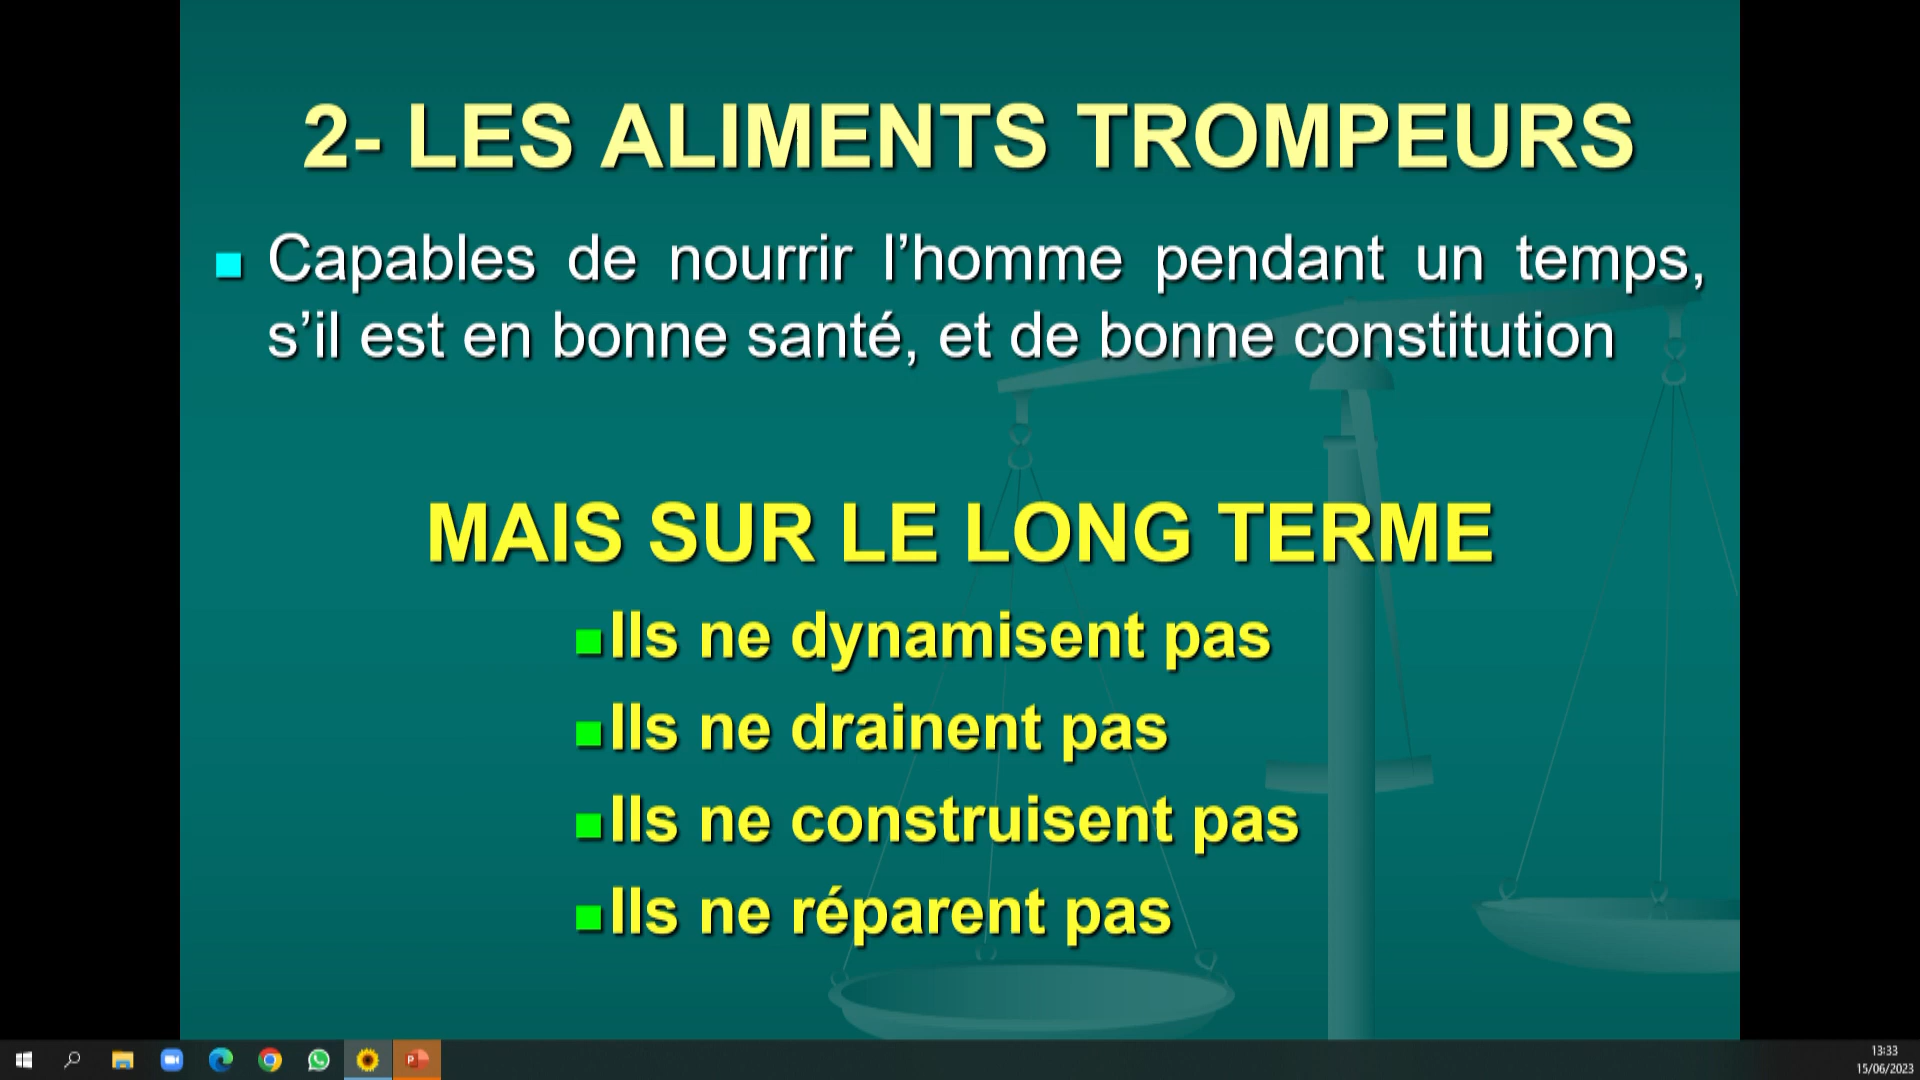 2- LES ALIMENTS TROMPEURS
Capables de nourrir l’homme pendant un temps,
s’il est en bonne santé, et de bonne constitution
MAIS SUR LE LONG TERME
Ils ne dynamisent pas
Ils ne drainent pas
Ils ne construisent pas
Ils ne réparent pas
13:33
15/06/2023